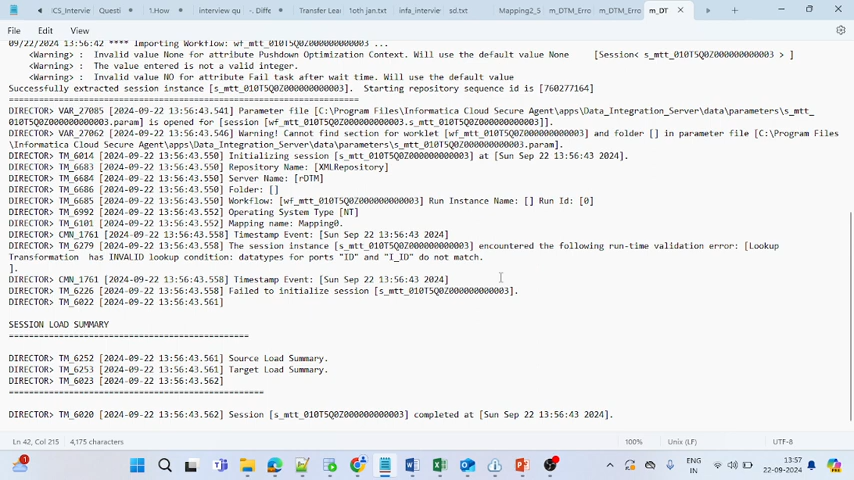 ICS_Intervie
Questi
1.How
interview qu
-. Diffe
Transfer Lear
1oth jan.txt
infa_interview
sd.txt
Mapping2_S
m_DTM_Erro
m_DTM_Erro
m_DT
File Edit View
09/22/2024 13:56:42 **** Importing Workflow: wf_mtt_010T5Q0Z000000000003 ...
<Warning> : Invalid value None for attribute Pushdown Optimization Context. Will use the default value None [Session< s_mtt_010T5Q0Z000000000003 > ]
<Warning> : The value entered is not a valid integer.
<Warning> : Invalid value NO for attribute Fail task after wait time. Will use the default value
Successfully extracted session instance [s_mtt_010T5Q0Z000000000003]. Starting repository sequence id is [760277164]
DIRECTOR> VAR_27085 [2024-09-22 13:56:43.541] Parameter file [C:\Program Files\Informatica Cloud Secure Agent\apps\Data_Integration_Server\data\parameters\s_mtt_
010T5Q0Z000000000003.param] is opened for [session [wf_mtt_010T5Q0Z000000000003.s_mtt_010T5Q0Z000000000003]].
DIRECTOR> VAR_27062 [2024-09-22 13:56:43.546] Warning! Cannot find section for worklet [wf_mtt_010T5Q0Z000000000003] and folder [] in parameter file [C:\Program Files
\Informatica Cloud Secure Agent\apps\Data_Integration_Server\data\parameters\s_mtt_010T5Q0Z000000000003.param].
DIRECTOR> TM_6014 [2024-09-22 13:56:43.550] Initializing session [s_mtt_010T5Q0Z000000000003] at [Sun Sep 22 13:56:43 2024].
DIRECTOR> TM_6683 [2024-09-22 13:56:43.550] Repository Name: [XMLRepository]
DIRECTOR> TM_6684 [2024-09-22 13:56:43.550] Server Name: [rDTM]
DIRECTOR> TM_6686 [2024-09-22 13:56:43.550] Folder: []
DIRECTOR> TM_6685 [2024-09-22 13:56:43.550] Workflow: [wf_mtt_010T5Q0Z000000000003] Run Instance Name: [] Run Id: [0]
DIRECTOR> TM_6992 [2024-09-22 13:56:43.552] Operating System Type [NT]
DIRECTOR> TM_6101 [2024-09-22 13:56:43.552] Mapping name: Mapping0.
DIRECTOR> CMN_1761 [2024-09-22 13:56:43.558] Timestamp Event: [Sun Sep 22 13:56:43 2024]
DIRECTOR> TM_6279 [2024-09-22 13:56:43.558] The session instance [s_mtt_010T5Q0Z000000000003] encountered the following run-time validation error: [Lookup
Transformation has INVALID lookup condition: datatypes for ports "ID" and "I_ID" do not match.
].
DIRECTOR> CMN_1761 [2024-09-22 13:56:43.558] Timestamp Event: [Sun Sep 22 13:56:43 2024]
DIRECTOR> TM_6226 [2024-09-22 13:56:43.558] Failed to initialize session [s_mtt_010T5Q0Z000000000003].
DIRECTOR> TM_6022 [2024-09-22 13:56:43.561]
SESSION LOAD SUMMARY
================================================
DIRECTOR> TM_6252 [2024-09-22 13:56:43.561] Source Load Summary.
DIRECTOR> TM_6253 [2024-09-22 13:56:43.561] Target Load Summary.
DIRECTOR> TM_6023 [2024-09-22 13:56:43.562]
===================================================
DIRECTOR> TM_6020 [2024-09-22 13:56:43.562] Session [s_mtt_010T5Q0Z000000000003] completed at [Sun Sep 22 13:56:43 2024].
Ln 42, Col 215 4,175 characters 100% Unix (LF) UTF-8
ENG
IN
13:57
22-09-2024